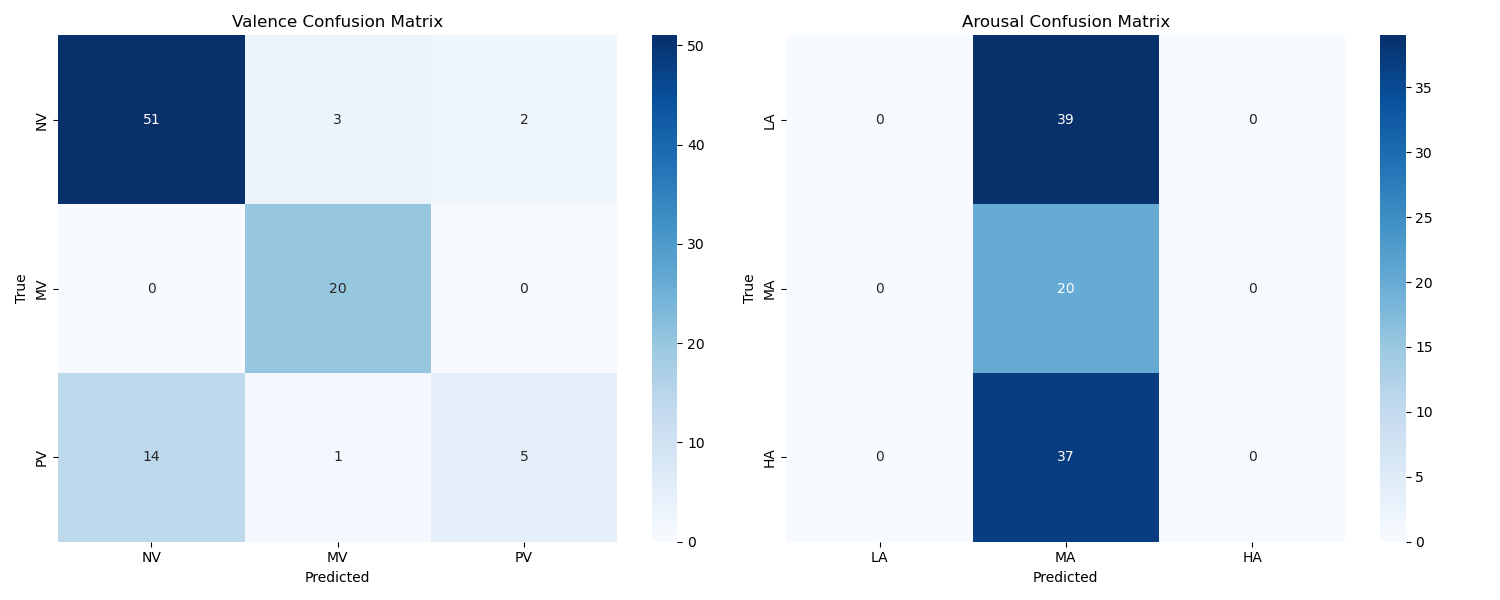 Valence Confusion Matrix
NV
51
3
2
MV
0
20
0
PV
14
1
5
True
NV
MV
PV
Predicted
50
40
30
20
10
0
Arousal Confusion Matrix
LA
0
39
0
MA
0
20
0
HA
0
37
0
True
LA
MA
HA
Predicted
35
30
25
20
15
10
5
0